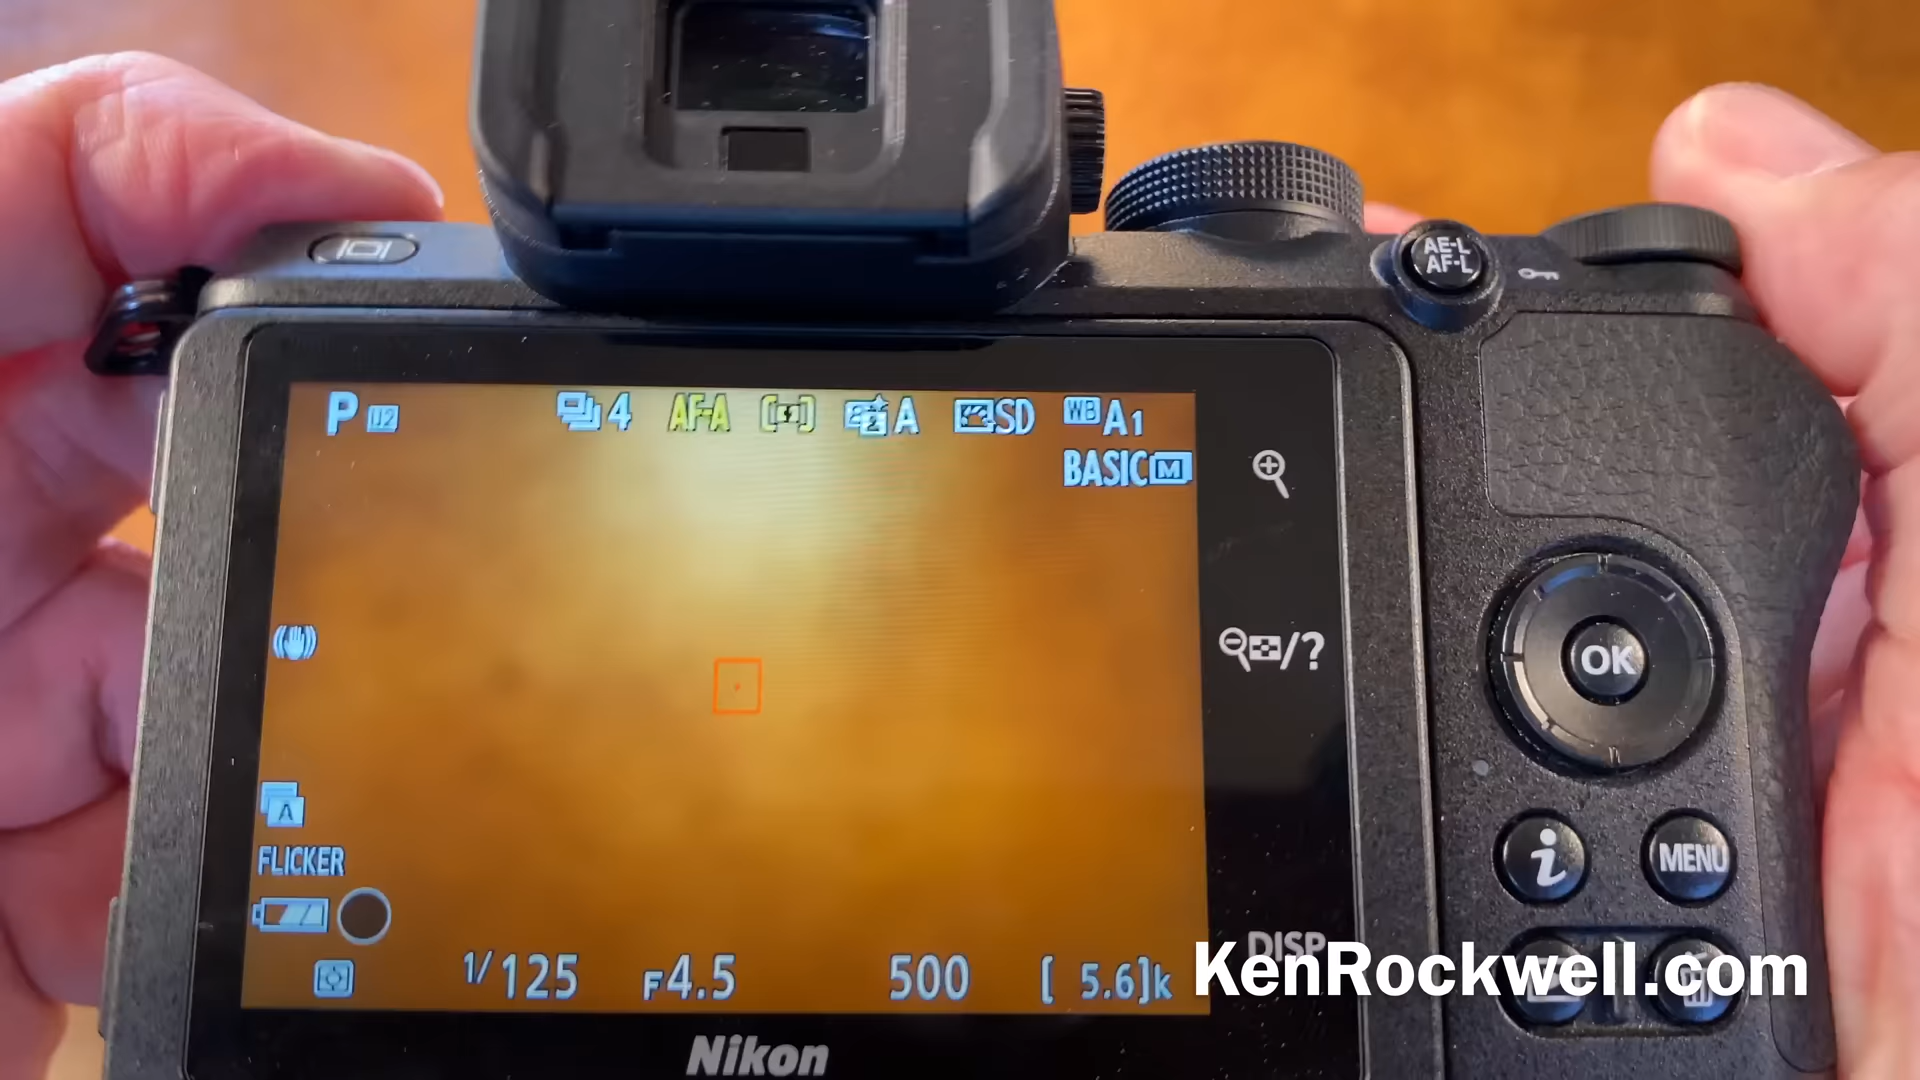 AE-L
AF-L
P U2 4 AF-A A SD WB A1
BASIC M
/?
OK
A
FLICKER
i MENU
DISP
1/125 F4.5 500 [ 5.6]k
KenRockwell.com
Nikon